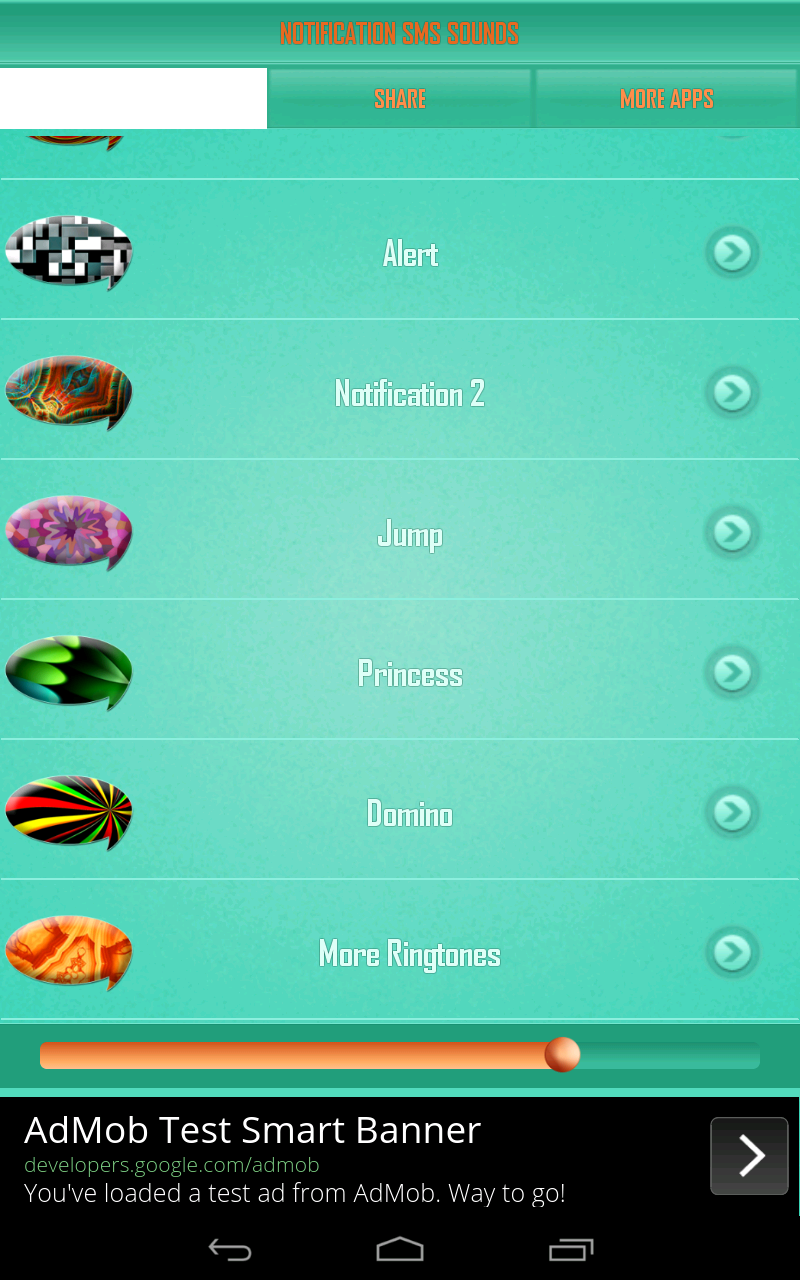 NOTIFICATION SMS SOUNDS
SHARE
MORE APPS
Alert
Notification 2
Jump
Princess
Domino
More Ringtones
AdMob Test Smart Banner
developers.google.com/admob
You've loaded a test ad from AdMob. Way to go!